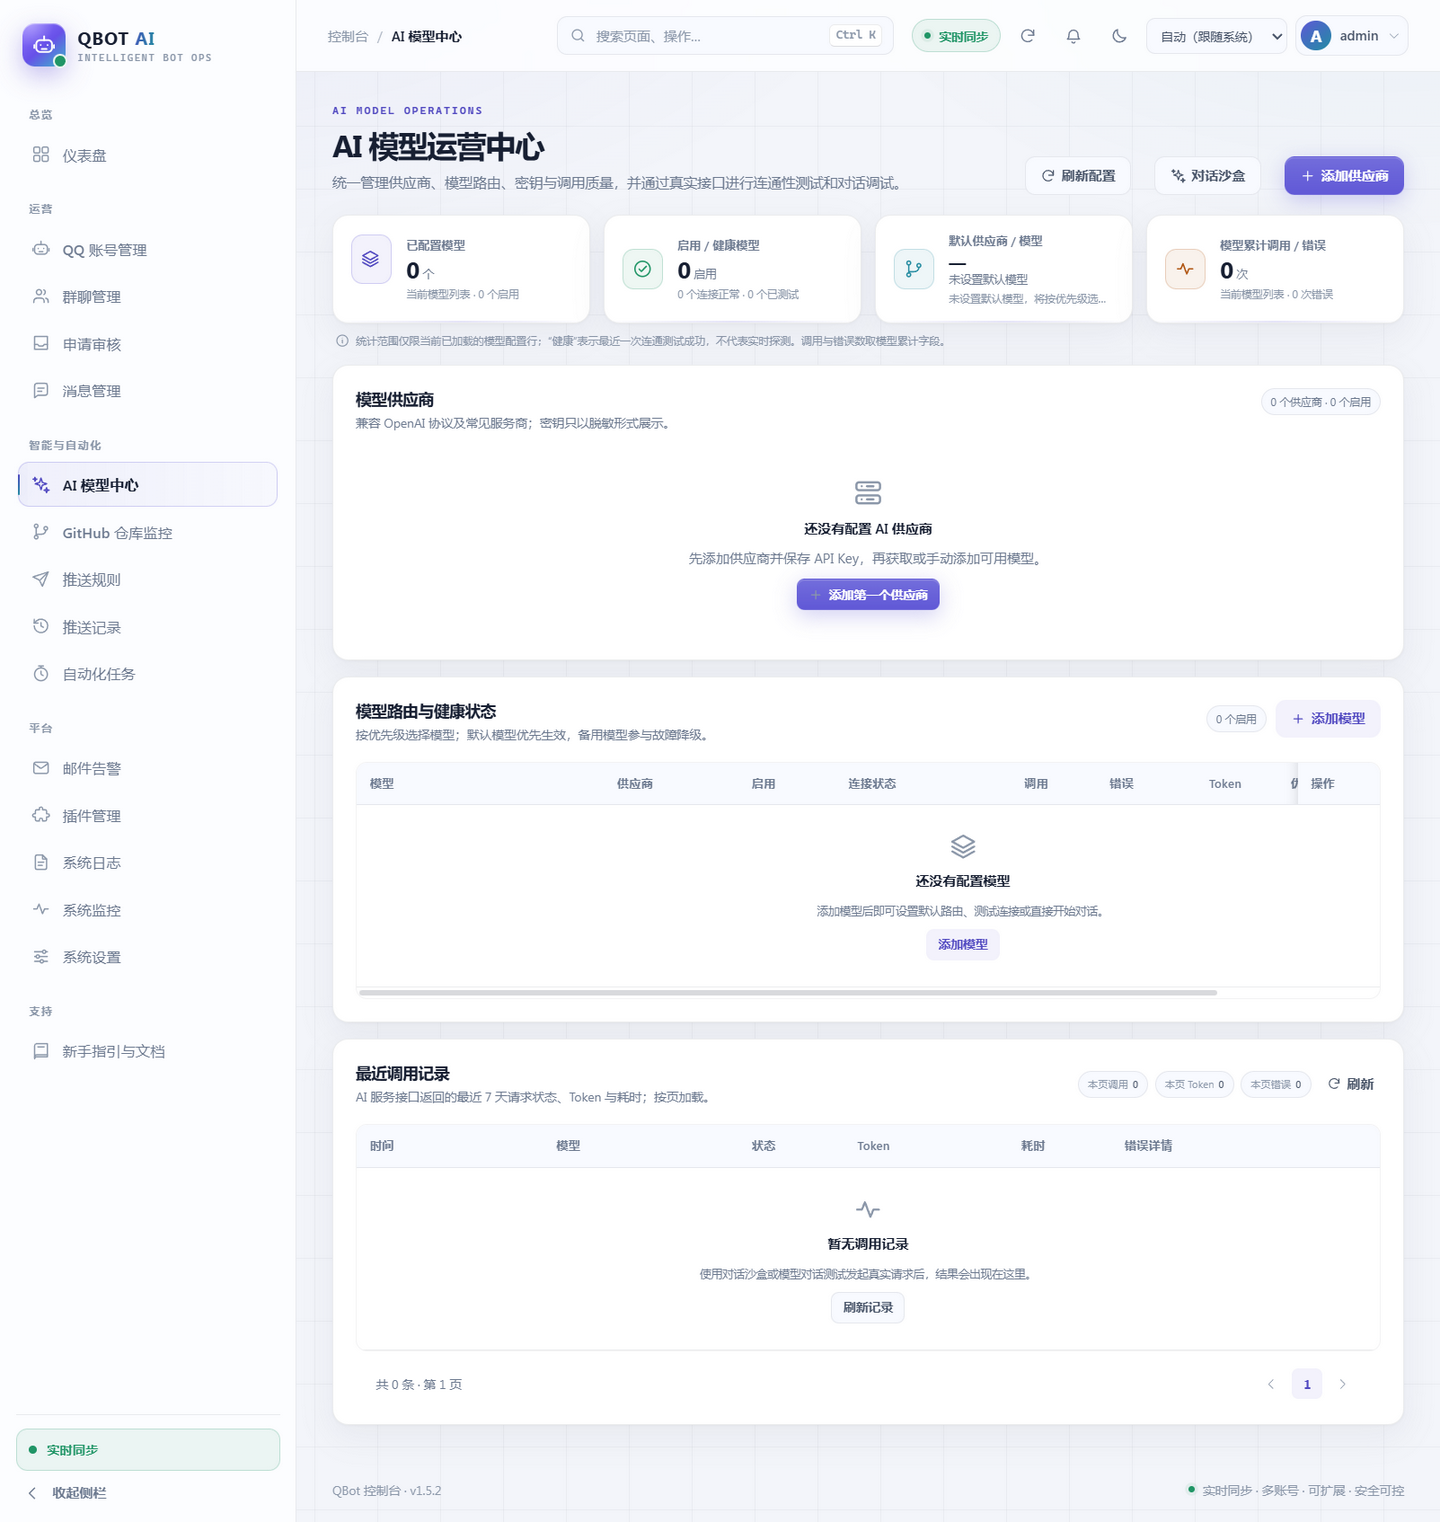 QBOT AI
INTELLIGENT BOT OPS
总览
仪表盘
运营
QQ 账号管理
群聊管理
申请审核
消息管理
智能与自动化
AI 模型中心
GitHub 仓库监控
推送规则
推送记录
自动化任务
平台
邮件告警
插件管理
系统日志
系统监控
系统设置
支持
新手指引与文档
实时同步
收起侧栏
控制台 / AI 模型中心
搜索页面、操作...
Ctrl K
实时同步
自动（跟随系统）
A admin
AI MODEL OPERATIONS
AI 模型运营中心
统一管理供应商、模型路由、密钥与调用质量，并通过真实接口进行连通性测试和对话调试。
刷新配置
对话沙盒
添加供应商
已配置模型
0 个
当前模型列表 · 0 个启用
启用 / 健康模型
0 启用
0 个连接正常 · 0 个已测试
默认供应商 / 模型
—
未设置默认模型
未设置默认模型，将按优先级选...
模型累计调用 / 错误
0 次
当前模型列表 · 0 次错误
统计范围仅限当前已加载的模型配置行；“健康”表示最近一次连通测试成功，不代表实时探测。调用与错误数取模型累计字段。
模型供应商
兼容 OpenAI 协议及常见服务商；密钥只以脱敏形式展示。
0 个供应商 · 0 个启用
还没有配置 AI 供应商
先添加供应商并保存 API Key，再获取或手动添加可用模型。
添加第一个供应商
模型路由与健康状态
按优先级选择模型；默认模型优先生效，备用模型参与故障降级。
0 个启用
添加模型
模型 供应商 启用 连接状态 调用 错误 Token 操作
还没有配置模型
添加模型后即可设置默认路由、测试连接或直接开始对话。
添加模型
最近调用记录
AI 服务接口返回的最近 7 天请求状态、Token 与耗时；按页加载。
本页调用 0
本页 Token 0
本页错误 0
刷新
时间 模型 状态 Token 耗时 错误详情
暂无调用记录
使用对话沙盒或模型对话测试发起真实请求后，结果会出现在这里。
刷新记录
共 0 条 · 第 1 页
1
QBot 控制台 · v1.5.2
实时同步 · 多账号 · 可扩展 · 安全可控